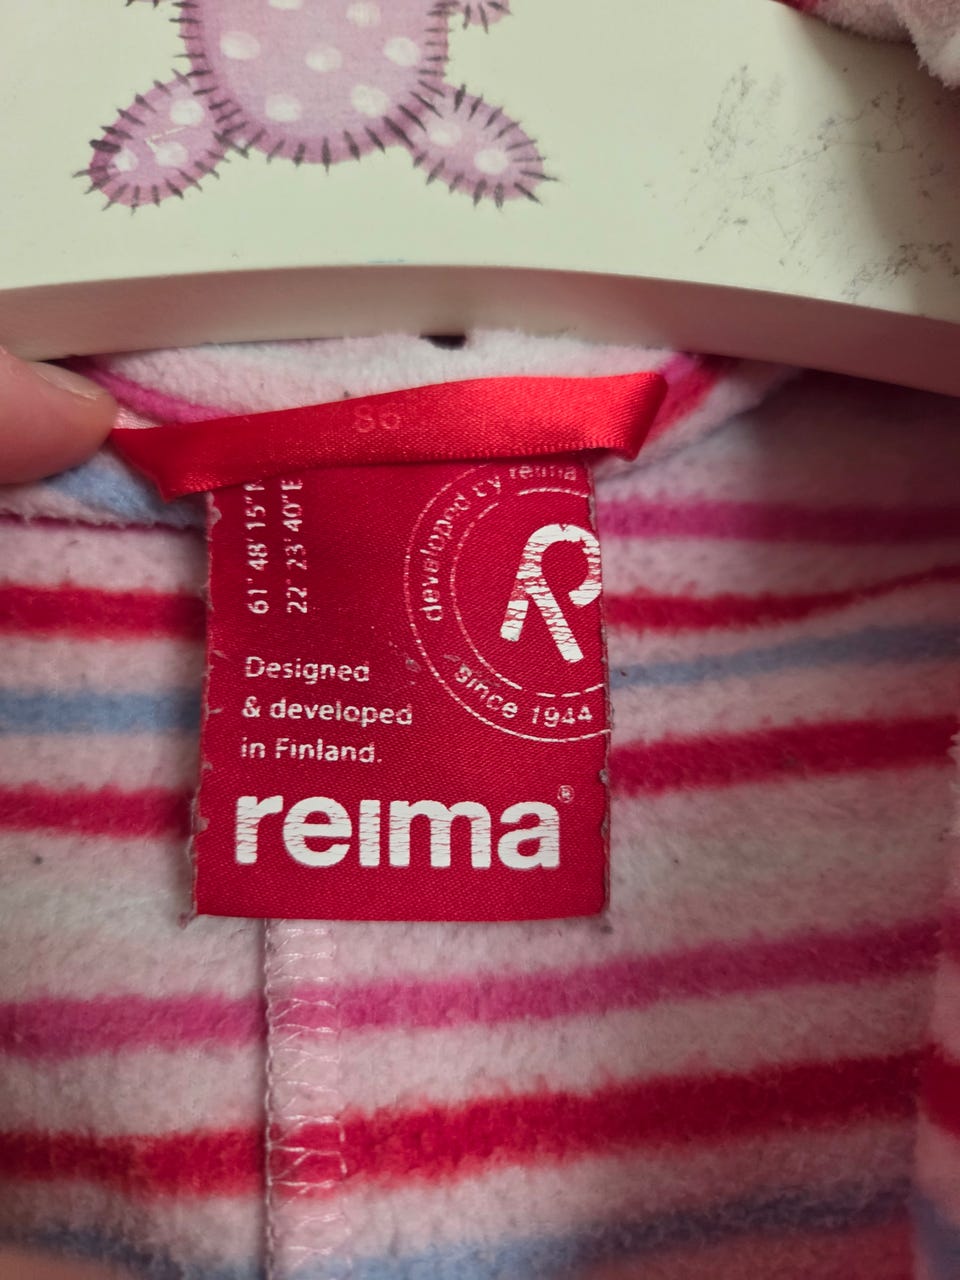 86
61° 48' 15"
22° 23' 40"E
developed by reima
since 1944
Designed
& developed
in Finland.
reima®